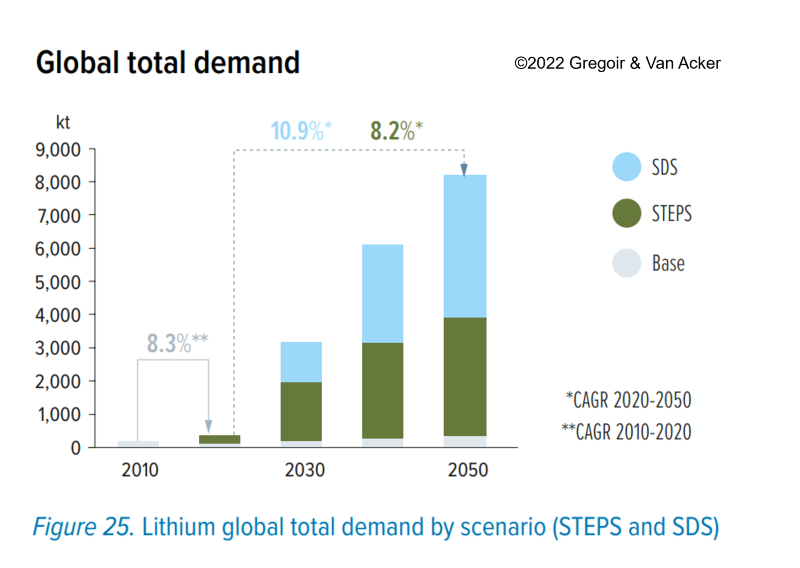 Global total demand
©2022 Gregoir & Van Acker
kt
10.9%*
8.2%*
9,000
8,000
7,000
6,000
5,000
4,000
3,000
2,000
1,000
0
8.3%**
SDS
STEPS
Base
*CAGR 2020-2050
**CAGR 2010-2020
2010
2030
2050
Figure 25. Lithium global total demand by scenario (STEPS and SDS)